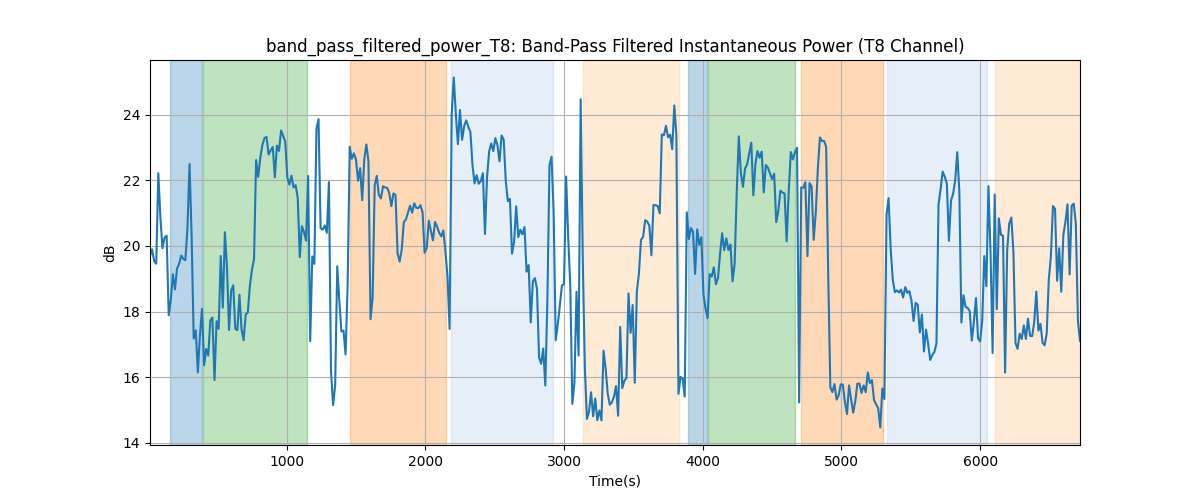 band_pass_filtered_power_T8: Band-Pass Filtered Instantaneous Power (T8 Channel)
24
22
20
18
16
14
dB
1000 2000 3000 4000 5000 6000
Time(s)